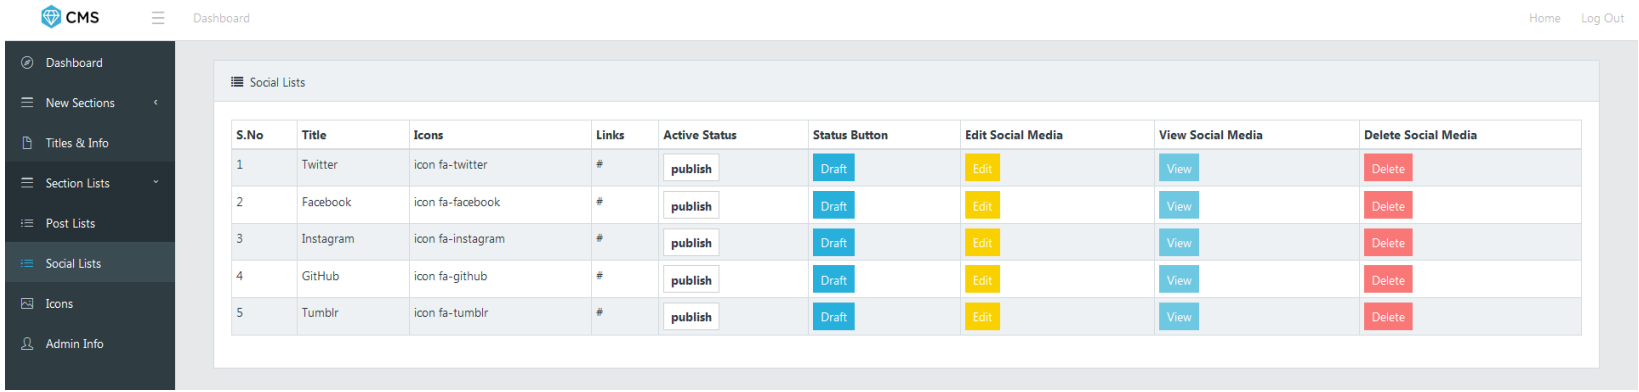 CMS Dashboard Home Log Out
Dashboard
New Sections
Titles & Info
Section Lists
Post Lists
Social Lists
Icons
Admin Info
Social Lists
S.No Title Icons Links Active Status Status Button Edit Social Media View Social Media Delete Social Media
1 Twitter icon fa-twitter # publish Draft Edit View Delete
2 Facebook icon fa-facebook # publish Draft Edit View Delete
3 Instagram icon fa-instagram # publish Draft Edit View Delete
4 GitHub icon fa-github # publish Draft Edit View Delete
5 Tumblr icon fa-tumblr # publish Draft Edit View Delete